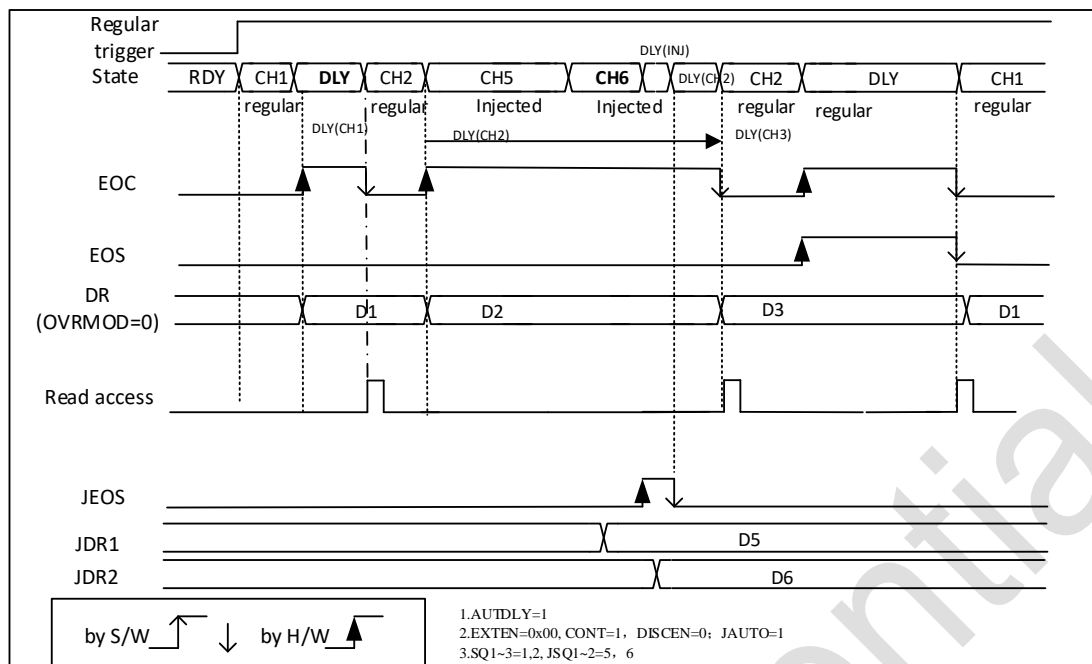 Regular
trigger
DLY(INJ)
State RDY CH1 DLY CH2 CH5 CH6 DLY(CH2) CH2 DLY CH1
regular regular Injected Injected regular regular regular
DLY(CH1) DLY(CH2) DLY(CH3)
EOC
EOS
DR
(OVRMOD=0) D1 D2 D3 D1
Read access
JEOS
JDR1 D5
JDR2 D6
by S/W by H/W
1.AUTDLY=1
2.EXTEN=0x00, CONT=1，DISCEN=0；JAUTO=1
3.SQ1~3=1,2, JSQ1~2=5，6
ential